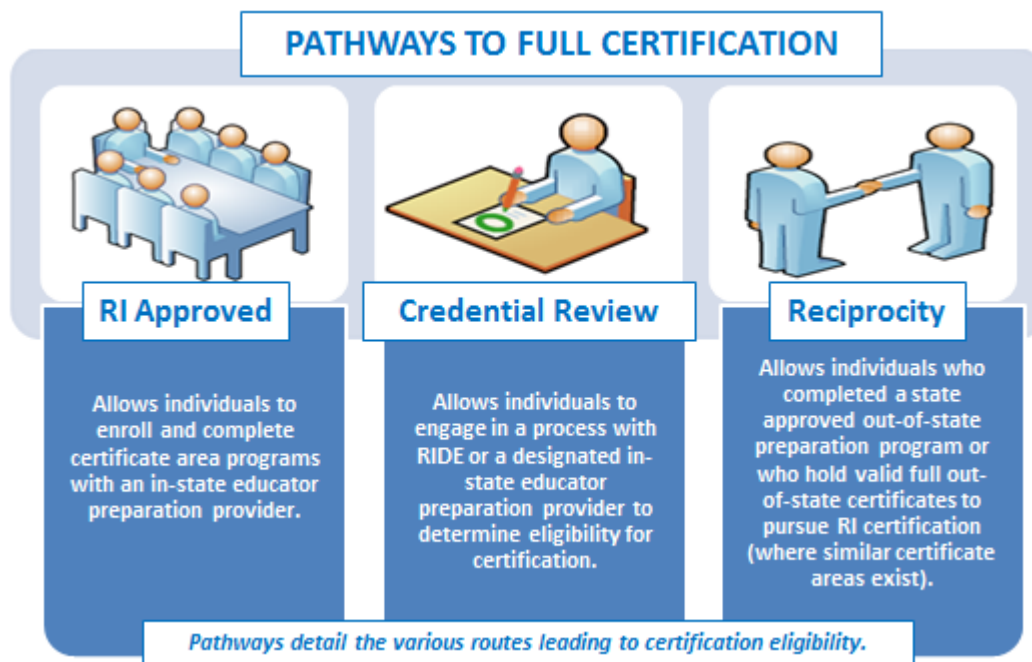 PATHWAYS TO FULL CERTIFICATION
RI Approved
Allows individuals to
enroll and complete
certificate area programs
with an in-state educator
preparation provider.
Credential Review
Allows individuals to
engage in a process with
RIDE or a designated in-
state educator
preparation provider to
determine eligibility for
certification.
Reciprocity
Allows individuals who
completed a state
approved out-of-state
preparation program or
who hold valid full out-
of-state certificates to
pursue RI certification
(where similar certificate
areas exist).
Pathways detail the various routes leading to certification eligibility.